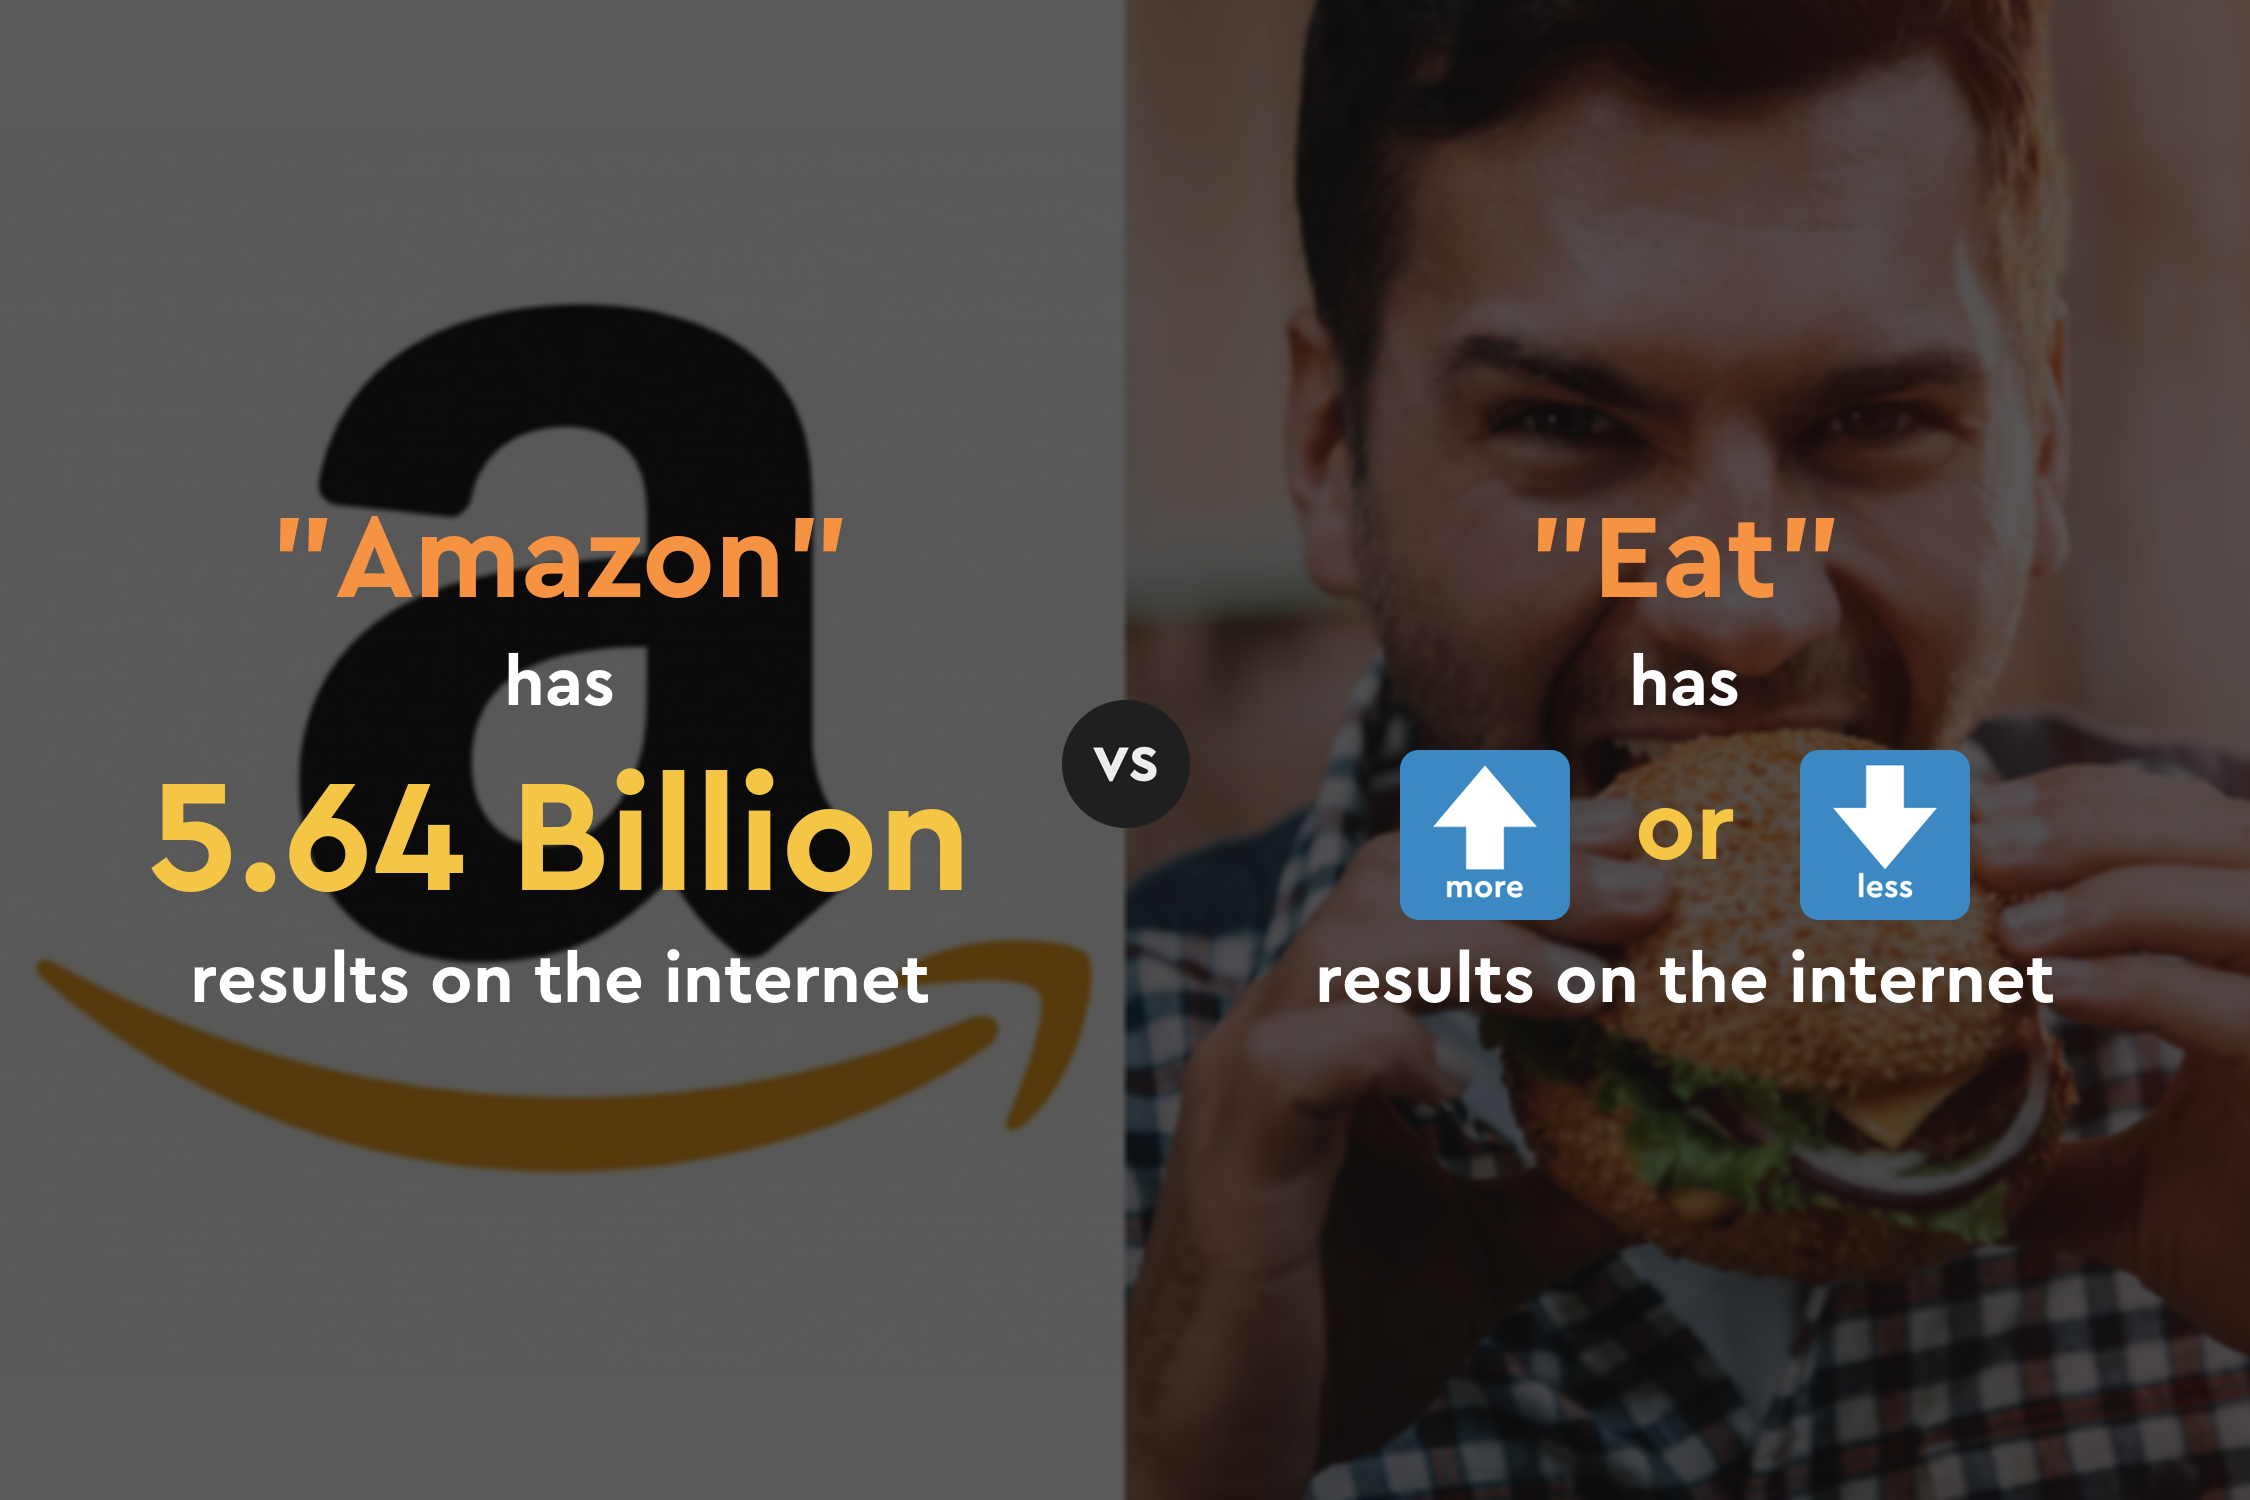 "Amazon"
has
5.64 Billion
results on the internet
vs
"Eat"
has
more
or
less
results on the internet